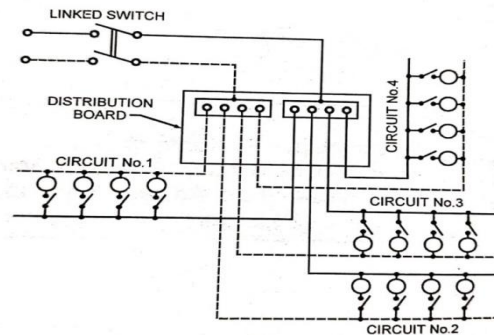 LINKED SWITCH
DISTRIBUTION
BOARD
CIRCUIT No.4
CIRCUIT No.1
CIRCUIT No.3
CIRCUIT No.2